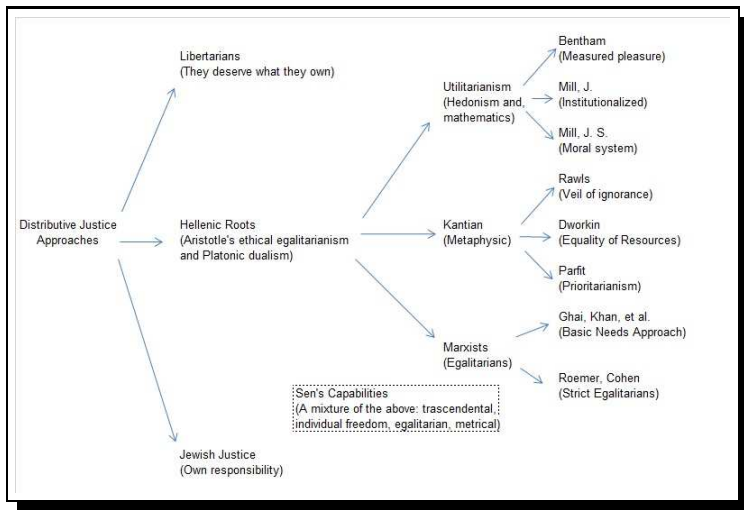 Libertarians
(They deserve what they own)
Distributive Justice
Approaches
Hellenic Roots
(Aristotle's ethical egalitarianism
and Platonic dualism)
Jewish Justice
(Own responsibility)
Utilitarianism
(Hedonism and,
mathematics)
Kantian
(Metaphysic)
Marxists
(Egalitarians)
Sen's Capabilities
(A mixture of the above: trascendental,
individual freedom, egalitarian, metrical)
Bentham
(Measured pleasure)
Mill, J.
(Institutionalized)
Mill, J. S.
(Moral system)
Rawls
(Veil of ignorance)
Dworkin
(Equality of Resources)
Parfit
(Prioritarianism)
Ghai, Khan, et al.
(Basic Needs Approach)
Roemer, Cohen
(Strict Egalitarians)